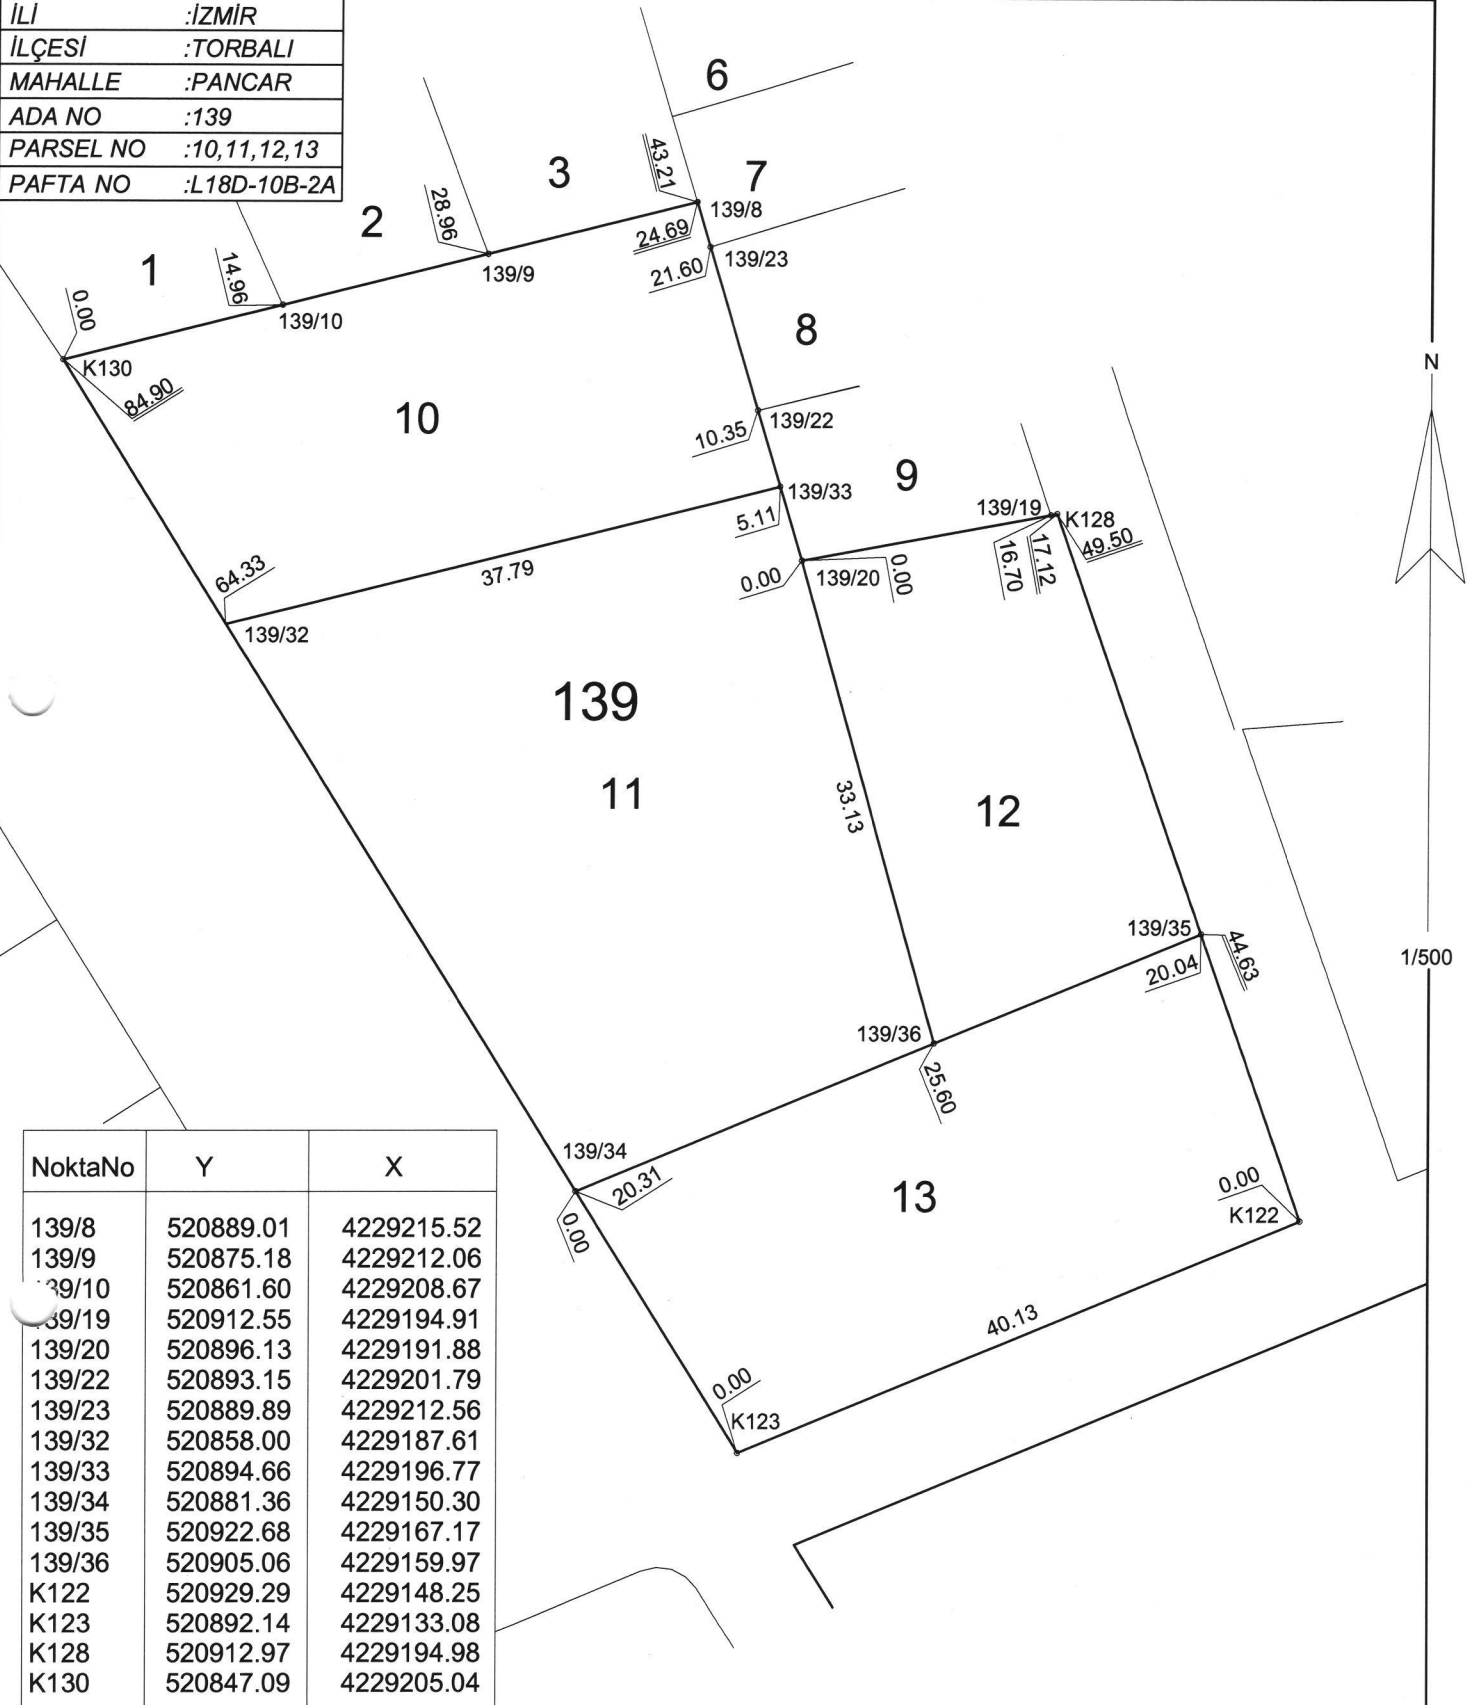 İLİ :İZMİR
İLÇESİ :TORBALI
MAHALLE :PANCAR
ADA NO :139
PARSEL NO :10,11,12,13
PAFTA NO :L18D-10B-2A
6
3
43.21
7
139/8
28.96
2
24.69
139/23
139/9
21.60
1
14.96
0.00
139/10
8
K130
84.90
10
10.35
139/22
N
9
139/33
5.11
139/19
K128
49.50
16.70
17.12
0.00
139/20
0.00
64.33
37.79
139/32
139
11
33.13
12
139/35
44.63
20.04
1/500
139/36
25.60
139/34
20.31
0.00
13
0.00
K122
40.13
0.00
K123
NoktaNo Y X
139/8 520889.01 4229215.52
139/9 520875.18 4229212.06
39/10 520861.60 4229208.67
39/19 520912.55 4229194.91
139/20 520896.13 4229191.88
139/22 520893.15 4229201.79
139/23 520889.89 4229212.56
139/32 520858.00 4229187.61
139/33 520894.66 4229196.77
139/34 520881.36 4229150.30
139/35 520922.68 4229167.17
139/36 520905.06 4229159.97
K122 520929.29 4229148.25
K123 520892.14 4229133.08
K128 520912.97 4229194.98
K130 520847.09 4229205.04